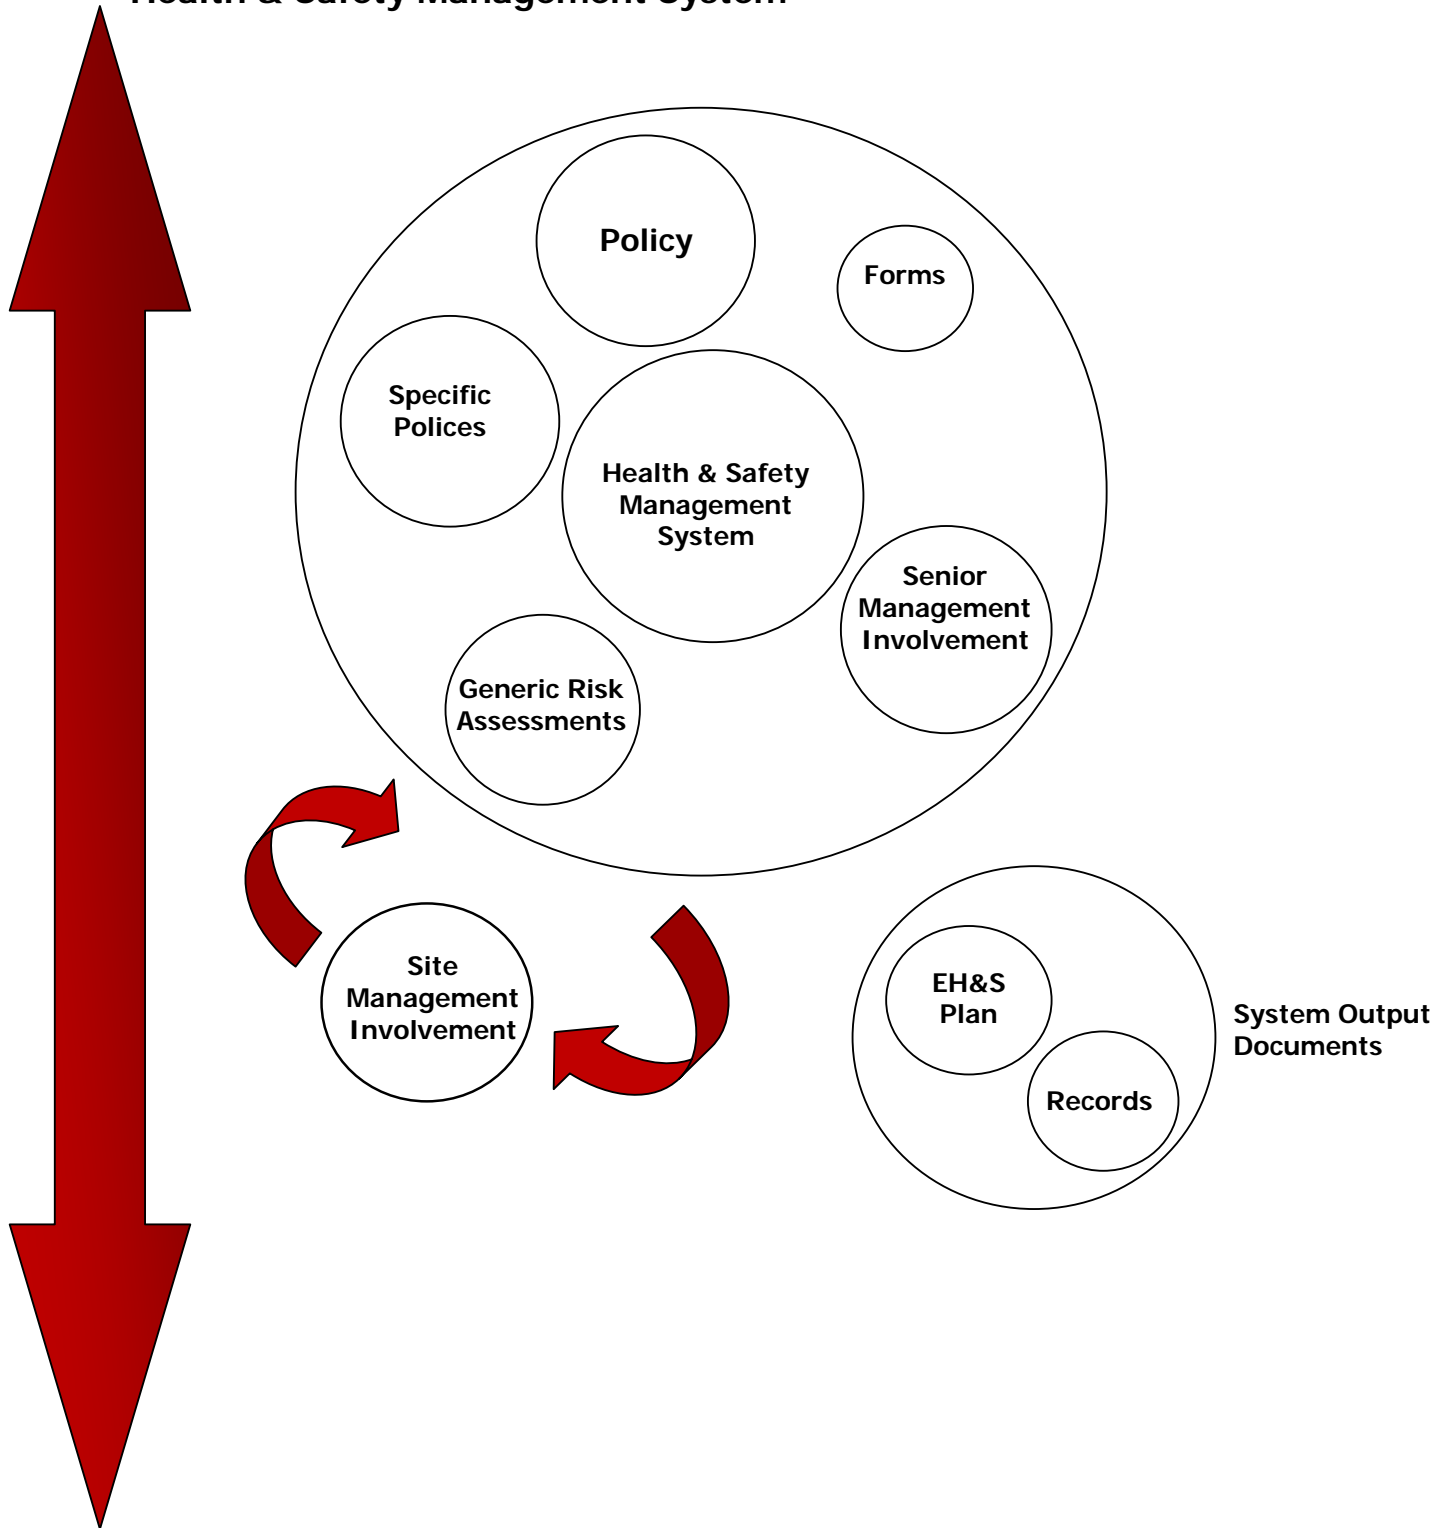 Health & Safety Management System
Policy
Forms
Specific
Polices
Health & Safety
Management
System
Senior
Management
Involvement
Generic Risk
Assessments
Site
Management
Involvement
EH&S
Plan
Records
System Output
Documents